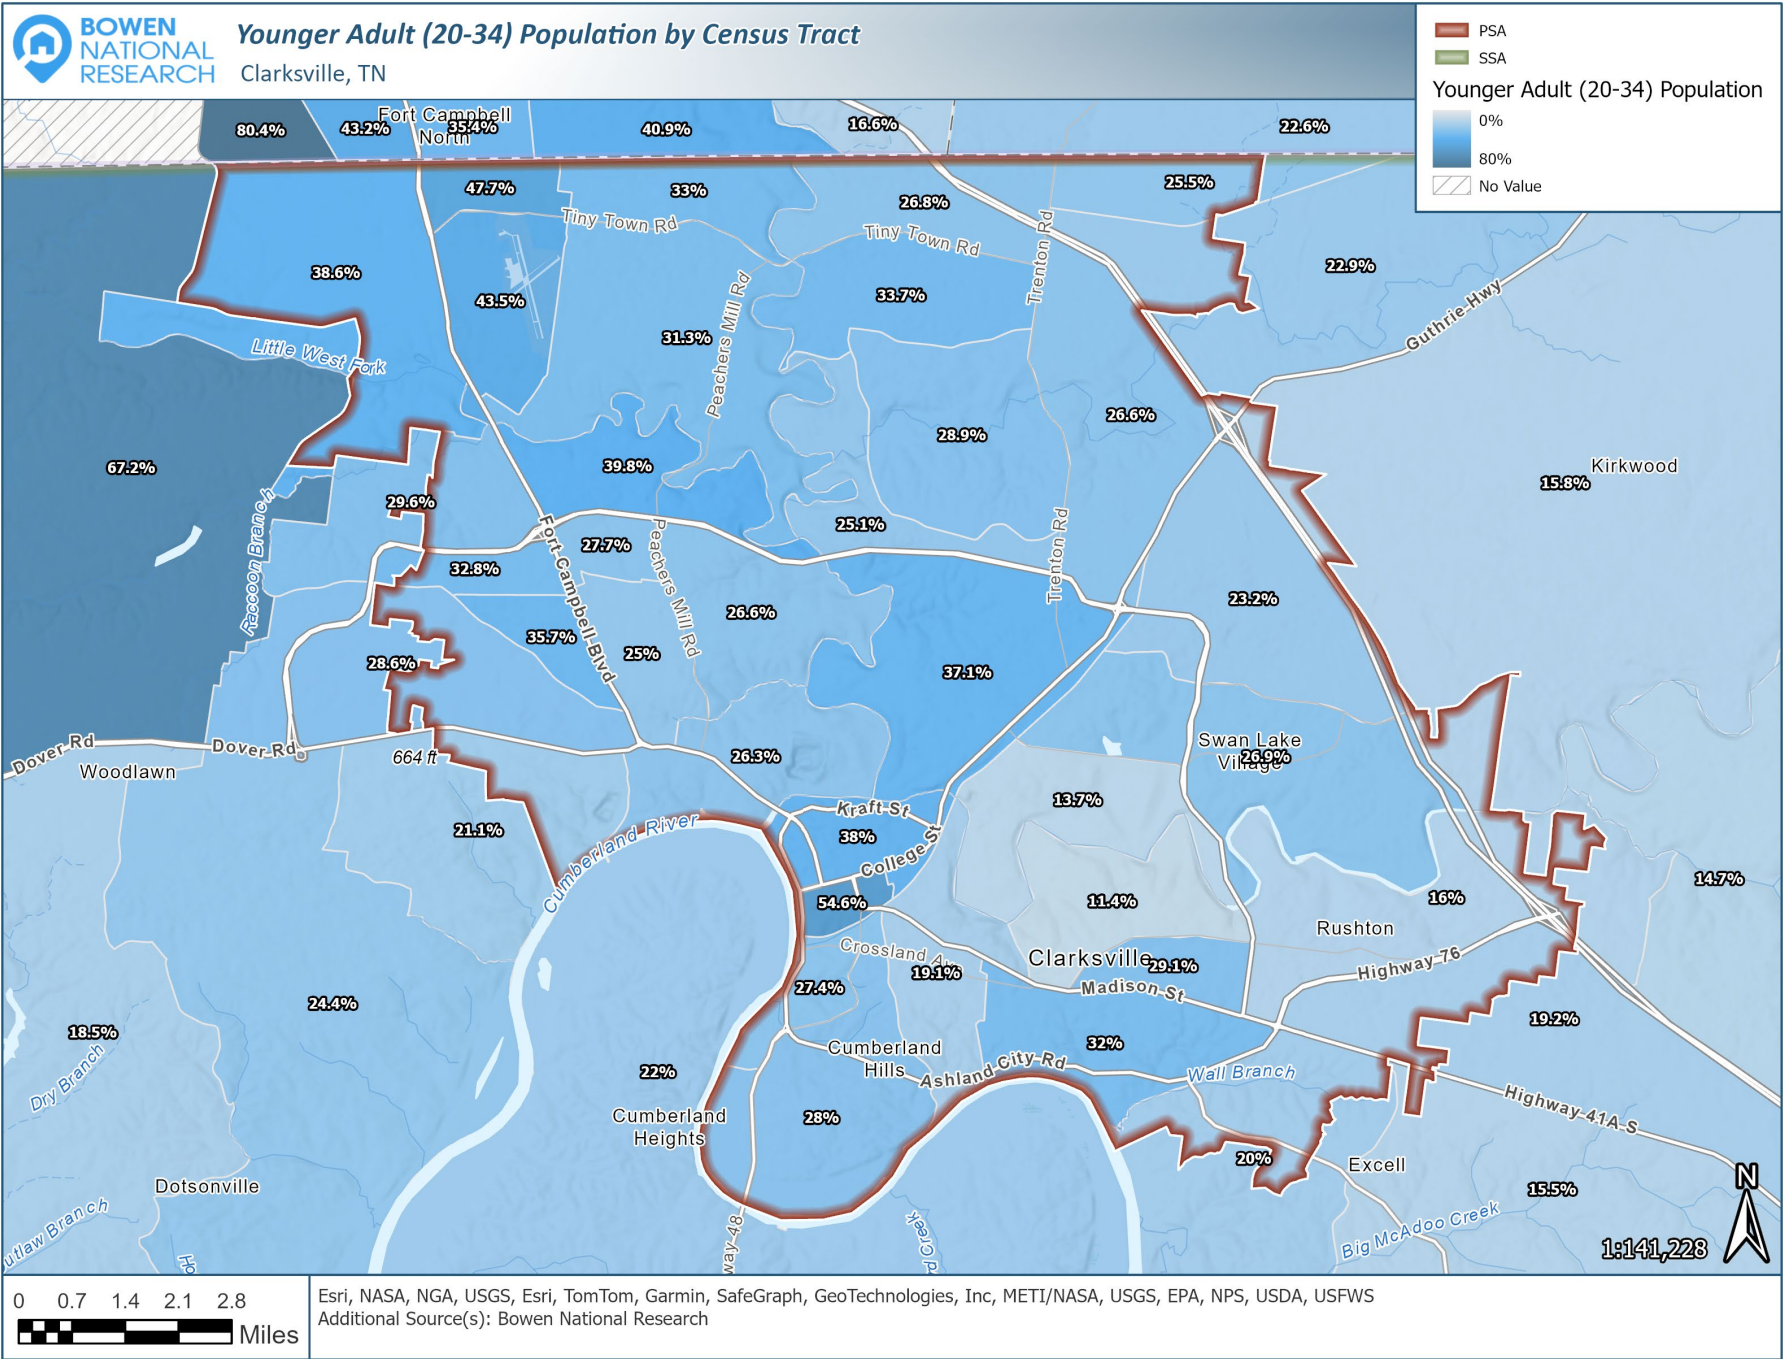 BOWEN
NATIONAL
RESEARCH
Younger Adult (20-34) Population by Census Tract
Clarksville, TN
PSA
SSA
Younger Adult (20-34) Population
0%
80%
No Value
Fort Campbell
North
80.4%
43.2%
35.4%
40.9%
16.6%
22.6%
47.7%
33%
26.8%
25.5%
Tiny Town Rd
Tiny Town Rd
Trenton Rd
38.6%
43.5%
33.7%
22.9%
Peachers Mill Rd
31.3%
Guthrie Hwy
Little West Fork
28.9%
26.6%
67.2%
39.8%
Kirkwood
15.8%
29.6%
Raccoon Branch
25.1%
27.7%
Fort Campbell Blvd
Peachers Mill Rd
Trenton Rd
32.8%
26.6%
23.2%
35.7%
25%
28.6%
37.1%
Dover Rd
Dover Rd
664 ft
Woodlawn
26.3%
Swan Lake
Village
26.9%
13.7%
Kraft St
38%
College St
21.1%
Cumberland River
54.6%
11.4%
16%
14.7%
Rushton
Crossland Av
19.1%
Clarksville
29.1%
Highway 76
27.4%
Madison St
24.4%
18.5%
19.2%
Dry Branch
22%
Cumberland
Hills
32%
Ashland City Rd
Wall Branch
Cumberland
Heights
28%
Highway 41A S
20%
Excell
Dotsonville
15.5%
utlaw Branch
Ho
way 48
d Creek
Big McAdoo Creek
N
1:141,228
0 0.7 1.4 2.1 2.8
Miles
Esri, NASA, NGA, USGS, Esri, TomTom, Garmin, SafeGraph, GeoTechnologies, Inc, METI/NASA, USGS, EPA, NPS, USDA, USFWS
Additional Source(s): Bowen National Research